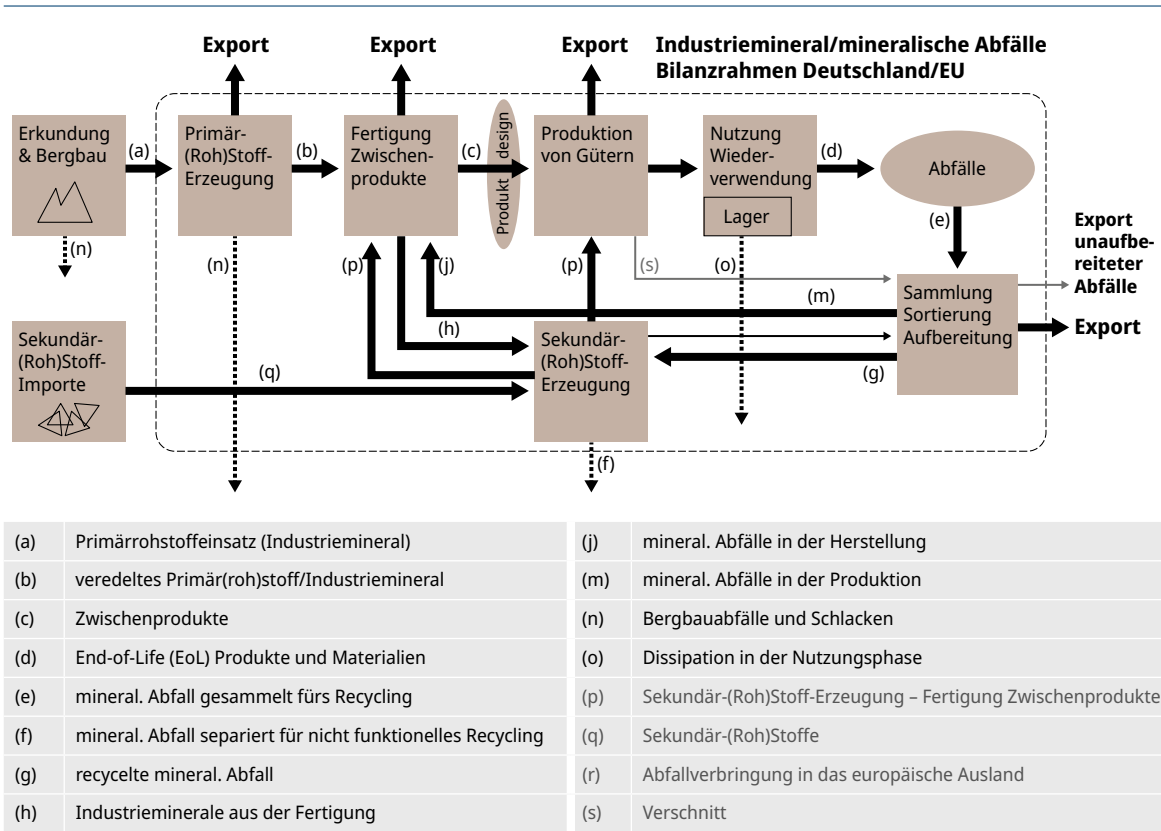 Export
Export
Export
Industriemineral/mineralische Abfälle
Bilanzrahmen Deutschland/EU
Erkundung
& Bergbau
(a)
Primär-
(Roh)Stoff-
Erzeugung
(b)
Fertigung
Zwischen-
produkte
(c)
Produkt design
Produktion
von Gütern
Nutzung
Wieder-
verwendung
Lager
(d)
Abfälle
(e)
(n)
(n)
(p)
(j)
(p)
(s)
(o)
(m)
Export
unaufbe-
reiteter
Abfälle
Sammlung
Sortierung
Aufbereitung
Export
Sekundär-
(Roh)Stoff-
Importe
(q)
(h)
Sekundär-
(Roh)Stoff-
Erzeugung
(g)
(f)
(a) Primärrohstoffeinsatz (Industriemineral)
(b) veredeltes Primär(roh)stoff/Industriemineral
(c) Zwischenprodukte
(d) End-of-Life (EoL) Produkte und Materialien
(e) mineral. Abfall gesammelt fürs Recycling
(f) mineral. Abfall separiert für nicht funktionelles Recycling
(g) recycelte mineral. Abfall
(h) Industrieminerale aus der Fertigung
(j) mineral. Abfälle in der Herstellung
(m) mineral. Abfälle in der Produktion
(n) Bergbauabfälle und Schlacken
(o) Dissipation in der Nutzungsphase
(p) Sekundär-(Roh)Stoff-Erzeugung – Fertigung Zwischenprodukte
(q) Sekundär-(Roh)Stoffe
(r) Abfallverbringung in das europäische Ausland
(s) Verschnitt